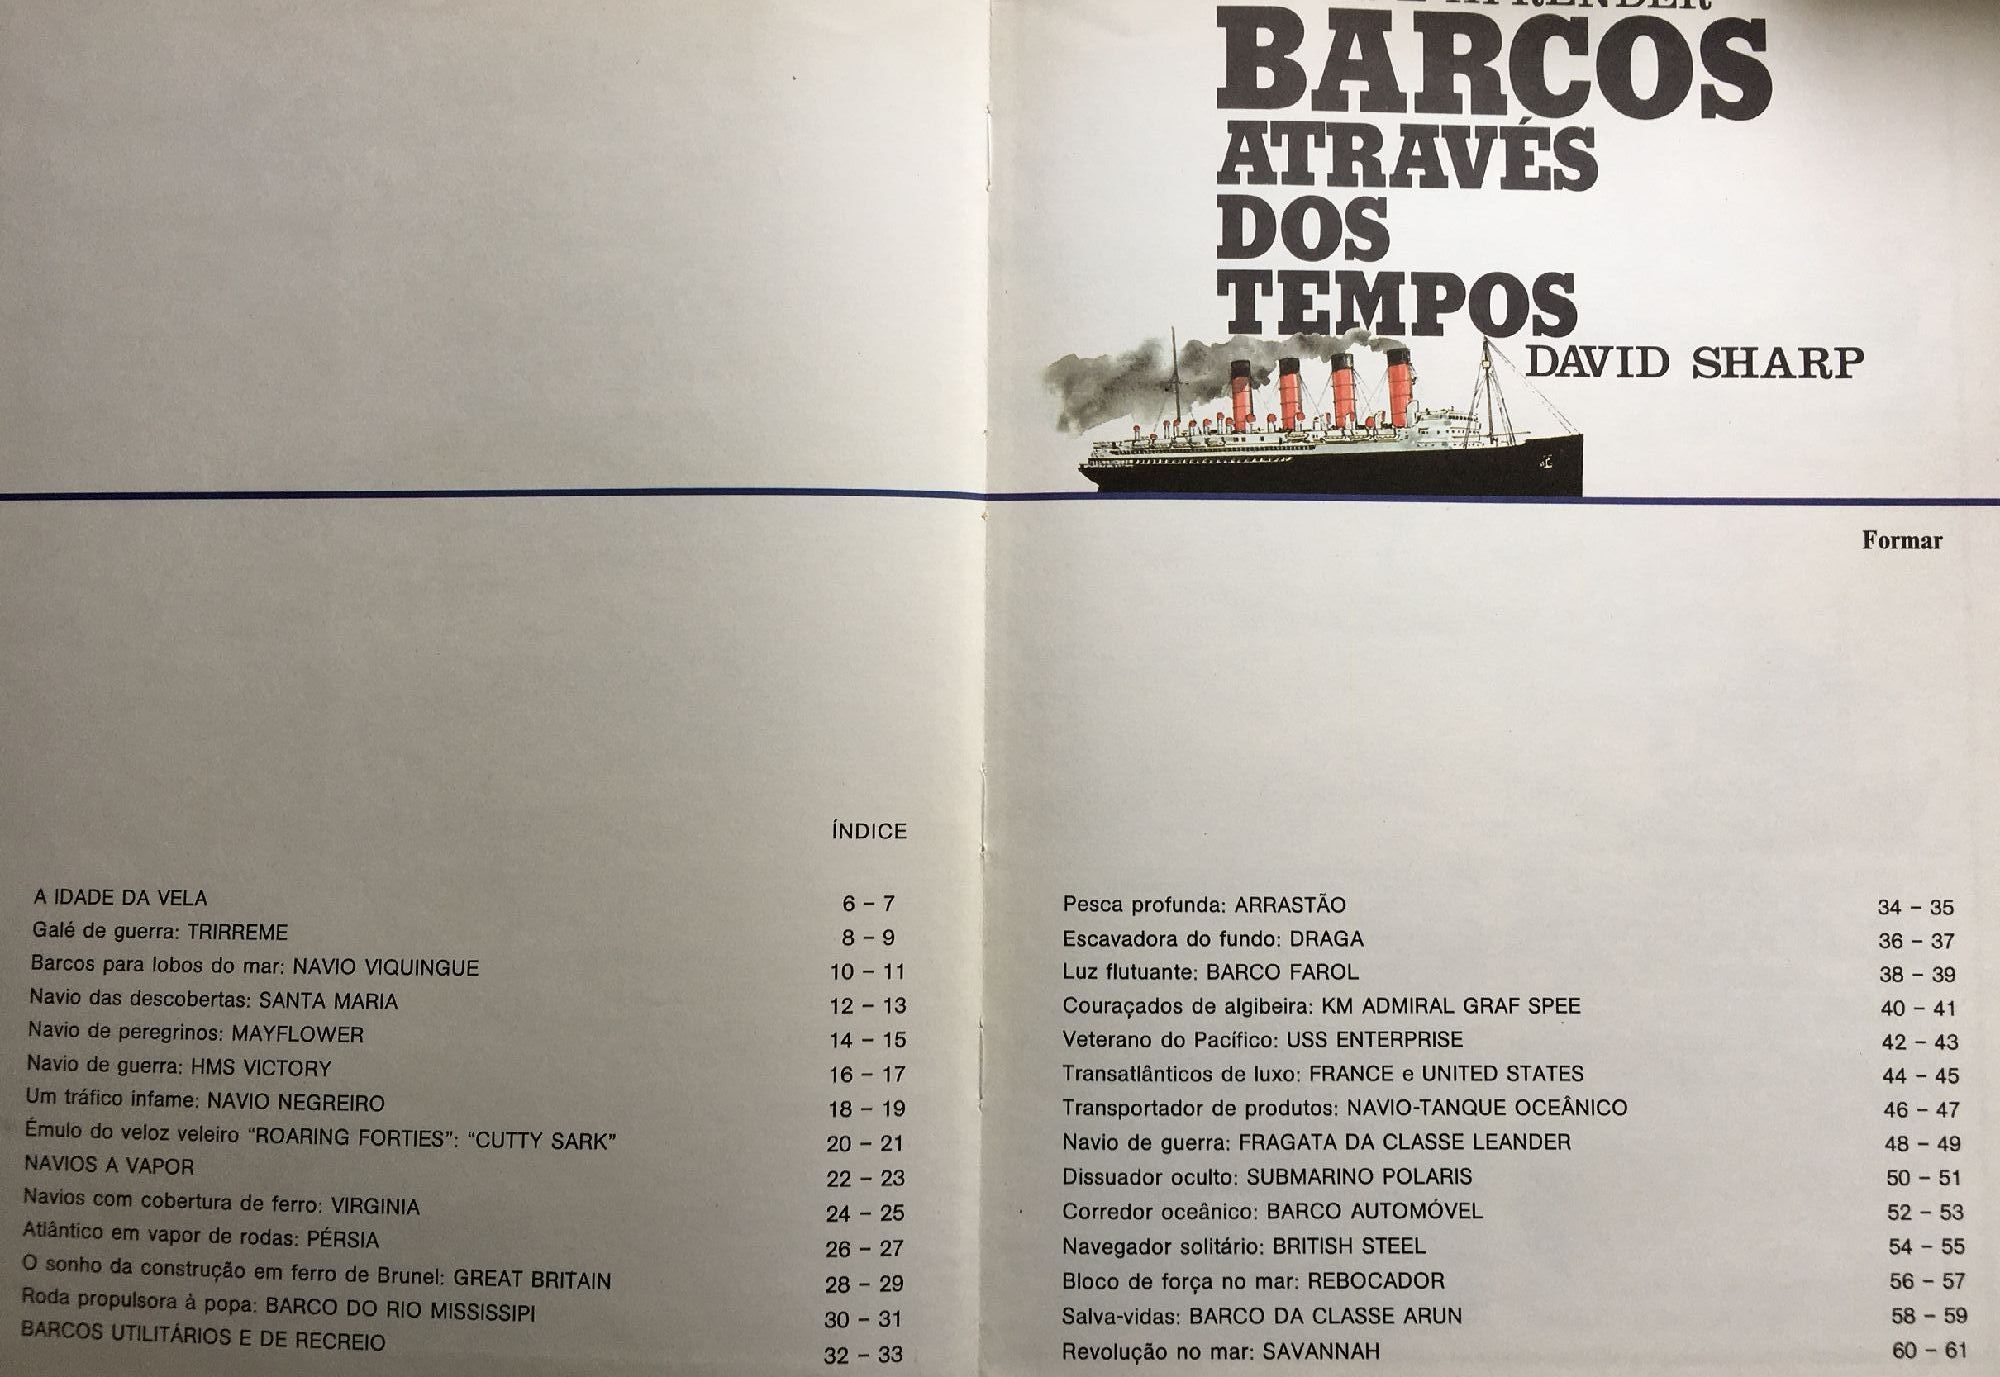 APRENDER
BARCOS
ATRAVÉS
DOS
TEMPOS
DAVID SHARP
Formar
ÍNDICE
A IDADE DA VELA 6 – 7
Galé de guerra: TRIRREME 8 – 9
Barcos para lobos do mar: NAVIO VIQUINGUE 10 – 11
Navio das descobertas: SANTA MARIA 12 – 13
Navio de peregrinos: MAYFLOWER 14 – 15
Navio de guerra: HMS VICTORY 16 – 17
Um tráfico infame: NAVIO NEGREIRO 18 – 19
Émulo do veloz veleiro “ROARING FORTIES”: “CUTTY SARK” 20 – 21
NAVIOS A VAPOR 22 – 23
Navios com cobertura de ferro: VIRGINIA 24 – 25
Atlântico em vapor de rodas: PÉRSIA 26 – 27
O sonho da construção em ferro de Brunel: GREAT BRITAIN 28 – 29
Roda propulsora à popa: BARCO DO RIO MISSISSIPI 30 – 31
BARCOS UTILITÁRIOS E DE RECREIO 32 – 33
Pesca profunda: ARRASTÃO 34 – 35
Escavadora do fundo: DRAGA 36 – 37
Luz flutuante: BARCO FAROL 38 – 39
Couraçados de algibeira: KM ADMIRAL GRAF SPEE 40 – 41
Veterano do Pacífico: USS ENTERPRISE 42 – 43
Transatlânticos de luxo: FRANCE e UNITED STATES 44 – 45
Transportador de produtos: NAVIO-TANQUE OCEÂNICO 46 – 47
Navio de guerra: FRAGATA DA CLASSE LEANDER 48 – 49
Dissuador oculto: SUBMARINO POLARIS 50 – 51
Corredor oceânico: BARCO AUTOMÓVEL 52 – 53
Navegador solitário: BRITISH STEEL 54 – 55
Bloco de força no mar: REBOCADOR 56 – 57
Salva-vidas: BARCO DA CLASSE ARUN 58 – 59
Revolução no mar: SAVANNAH 60 – 61